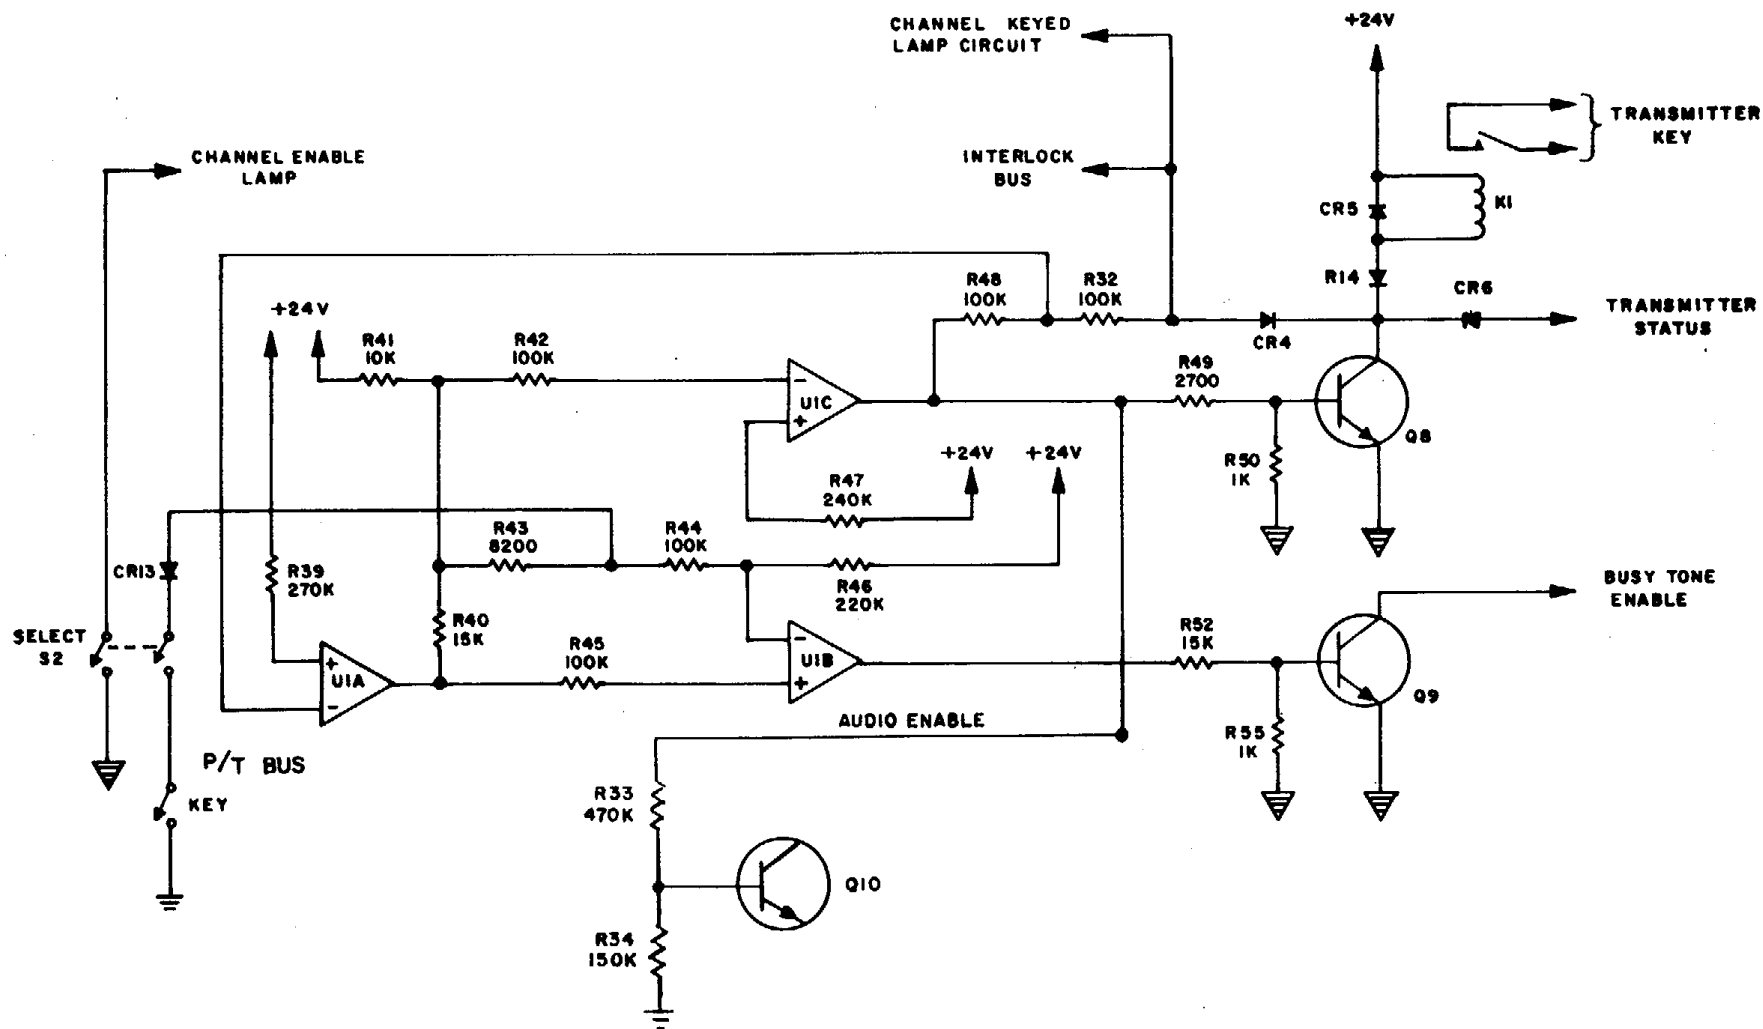 CHANNEL KEYED
LAMP CIRCUIT
+24V
TRANSMITTER
KEY
CHANNEL ENABLE
LAMP
INTERLOCK
BUS
CR5
K1
R14
CR6
TRANSMITTER
STATUS
+24V
R48
100K
R32
100K
CR4
R41
10K
R42
100K
R49
2700
U1C
-
+
Q8
R50
1K
+24V
+24V
R47
240K
R43
8200
R44
100K
CR13
R39
270K
R46
220K
BUSY TONE
ENABLE
R40
15K
SELECT
S2
R45
100K
R52
15K
U1A
+
-
U1B
-
+
Q9
AUDIO ENABLE
R55
1K
P/T BUS
KEY
R33
470K
Q10
R34
150K